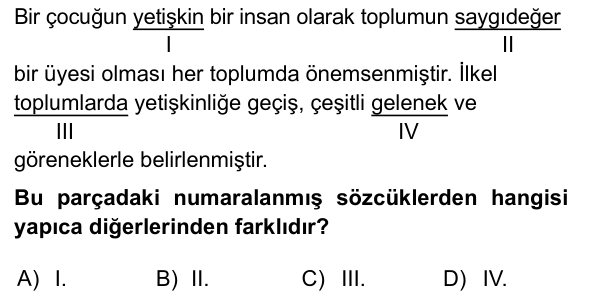 Bir çocuğun yetişkin bir insan olarak toplumun saygıdeğer
I II
bir üyesi olması her toplumda önemsenmiştir. İlkel
toplumlarda yetişkinliğe geçiş, çeşitli gelenek ve
III IV
göreneklerle belirlenmiştir.
Bu parçadaki numaralanmış sözcüklerden hangisi
yapıca diğerlerinden farklıdır?
A) I. B) II. C) III. D) IV.